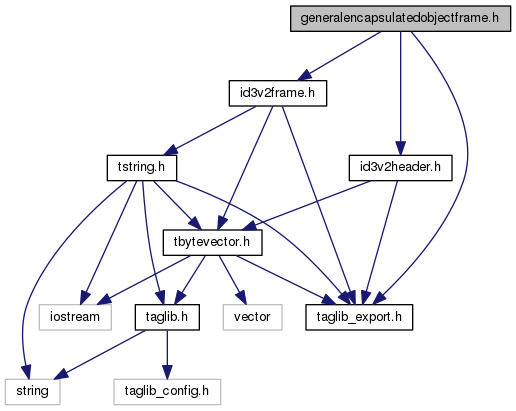 generalencapsulatedobjectframe.h
id3v2frame.h
tstring.h
id3v2header.h
tbytevector.h
iostream
taglib.h
vector
taglib_export.h
string
taglib_config.h